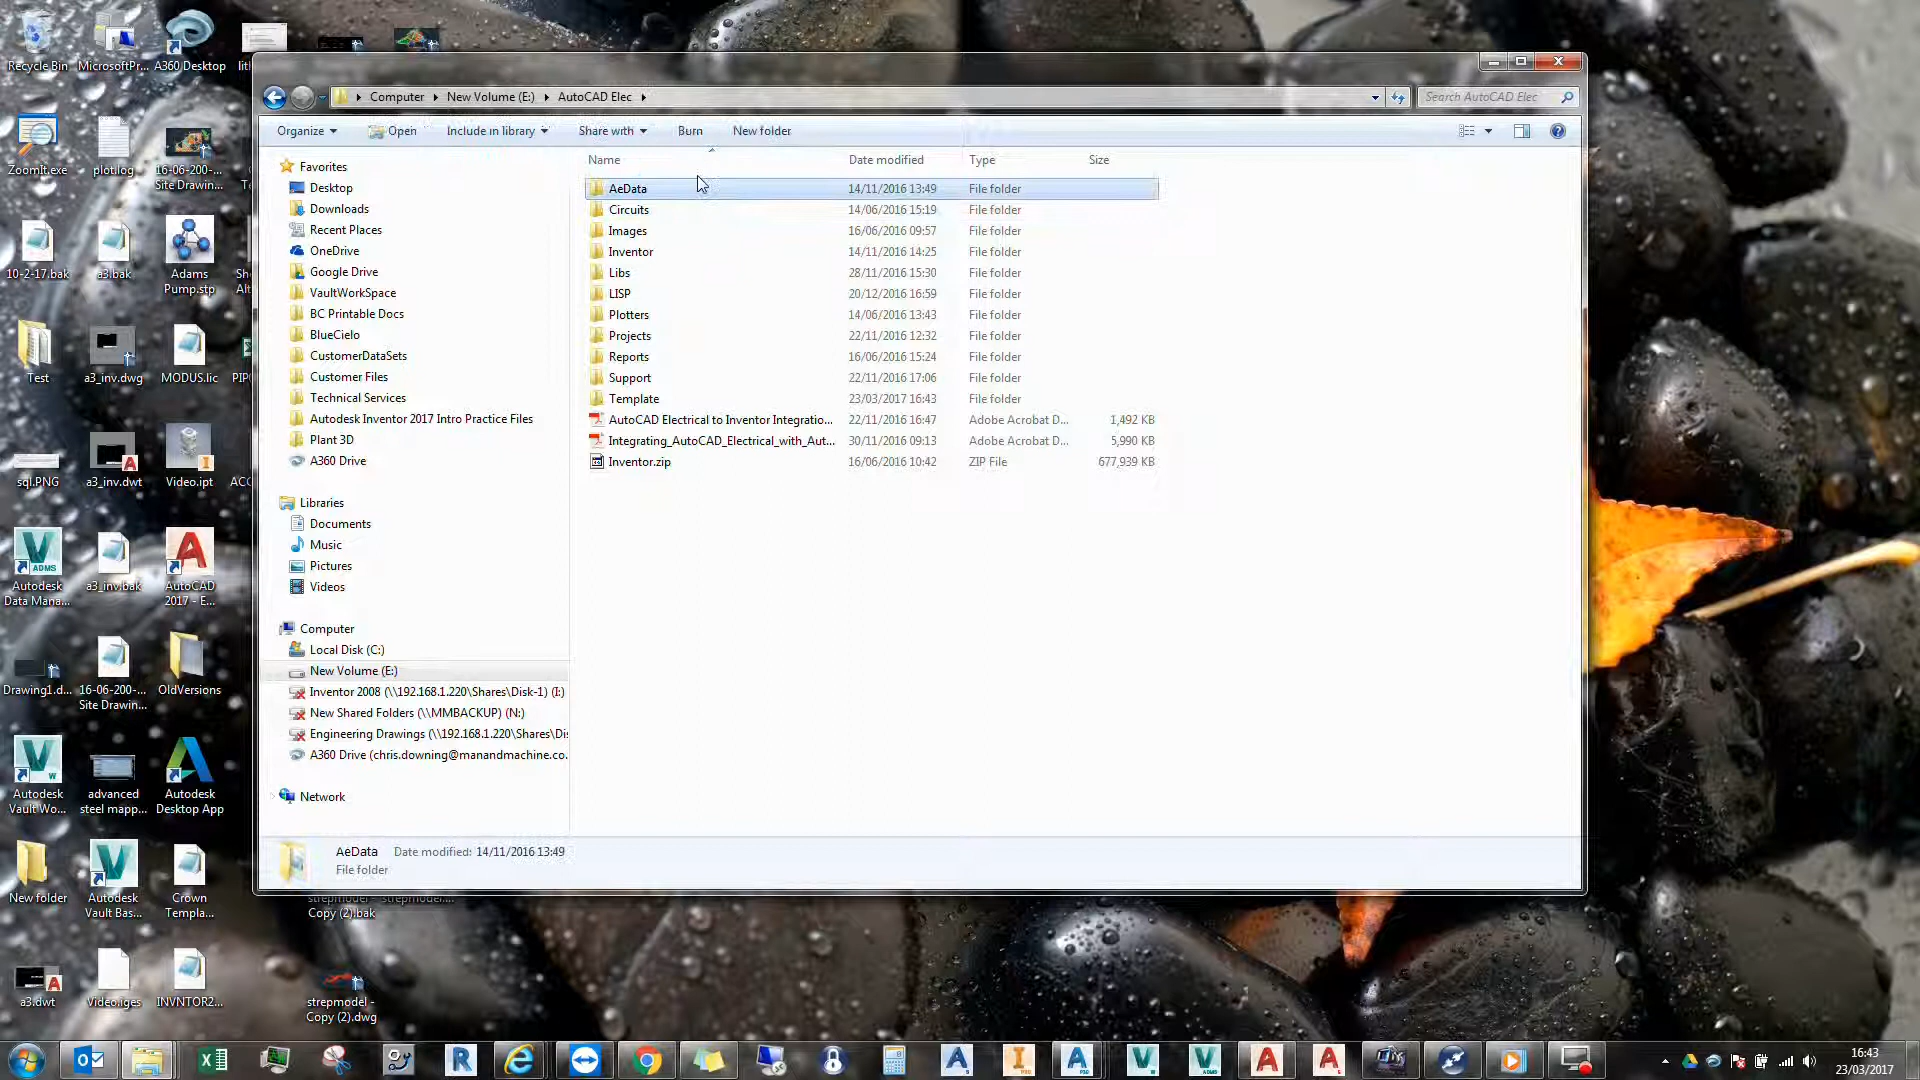 Recycle Bin
MicrosoftPr...
A360 Desktop
ZoomIt.exe
plot.log
16-06-200-...
Site Drawin...
10-2-17.bak
a3.bak
Adams
Pump.stp
Test
a3_inv.dwg
MODUS.lic
sql.PNG
a3_inv.dwt
Video.ipt
Autodesk
Data Mana...
a3_inv.bak
AutoCAD
2017 - E...
Drawing1.d...
16-06-200-...
Site Drawin...
OldVersions
Autodesk
Vault Wo...
advanced
steel mapp...
Autodesk
Desktop App
New folder
Autodesk
Vault Bas...
Crown
Templa...
a3.dwt
Video.iges
INVNTOR2...
Copy (2).bak
strepmodel -
Copy (2).dwg
Computer
New Volume (E:)
AutoCAD Elec
Search AutoCAD Elec
Organize
Open
Include in library
Share with
Burn
New folder
Favorites
Desktop
Downloads
Recent Places
OneDrive
Google Drive
VaultWorkSpace
BC Printable Docs
BlueCielo
CustomerDataSets
Customer Files
Technical Services
Autodesk Inventor 2017 Intro Practice Files
Plant 3D
A360 Drive
Libraries
Documents
Music
Pictures
Videos
Computer
Local Disk (C:)
New Volume (E:)
Inventor 2008 (\\192.168.1.220\Shares\Disk-1) (I:)
New Shared Folders (\\MMBACKUP) (N:)
Engineering Drawings (\\192.168.1.220\Shares\Di
A360 Drive (chris.downing@manandmachine.co.
Network
Name Date modified Type Size
AeData 14/11/2016 13:49 File folder
Circuits 14/06/2016 15:19 File folder
Images 16/06/2016 09:57 File folder
Inventor 14/11/2016 14:25 File folder
Libs 28/11/2016 15:30 File folder
LISP 20/12/2016 16:59 File folder
Plotters 14/06/2016 13:43 File folder
Projects 22/11/2016 12:32 File folder
Reports 16/06/2016 15:24 File folder
Support 22/11/2016 17:06 File folder
Template 23/03/2017 16:43 File folder
AutoCAD Electrical to Inventor Integratio... 22/11/2016 16:47 Adobe Acrobat D... 1,492 KB
Integrating_AutoCAD_Electrical_with_Aut... 30/11/2016 09:13 Adobe Acrobat D... 5,990 KB
Inventor.zip 16/06/2016 10:42 ZIP File 677,939 KB
AeData Date modified: 14/11/2016 13:49
File folder
16:43
23/03/2017